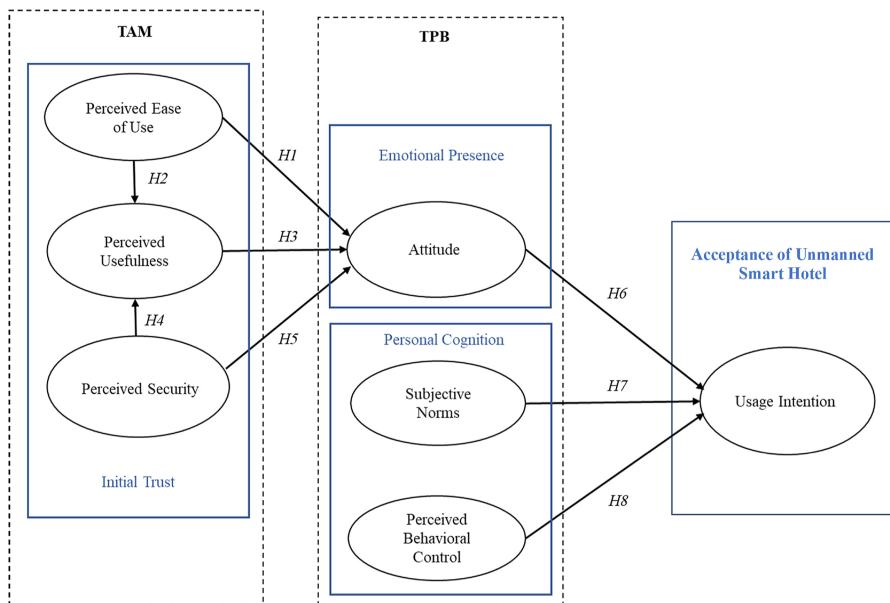 TAM
Perceived Ease
of Use
H2
Perceived
Usefulness
H4
Perceived Security
Initial Trust
H1
H3
H5
TPB
Emotional Presence
Attitude
Personal Cognition
Subjective
Norms
Perceived
Behavioral
Control
H6
H7
H8
Acceptance of Unmanned
Smart Hotel
Usage Intention